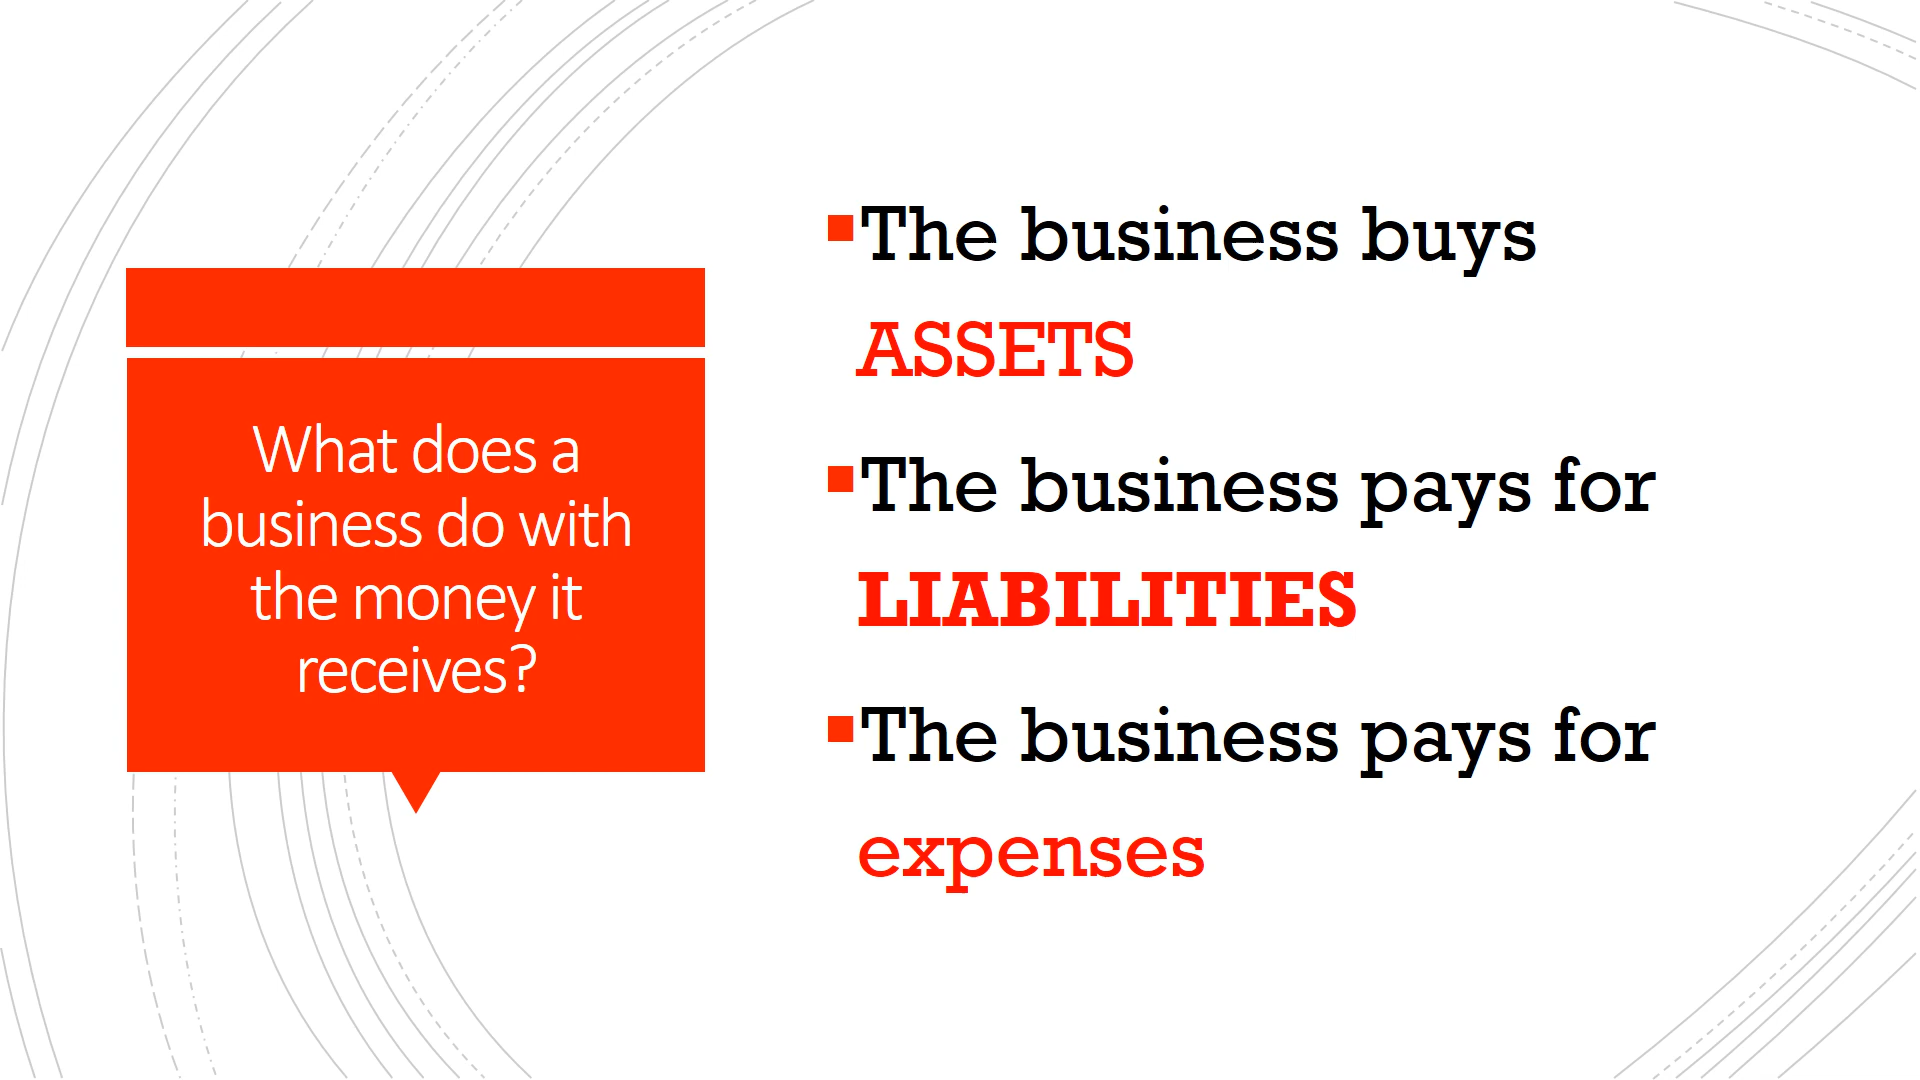 What does a
business do with
the money it
receives?
The business buys
ASSETS
The business pays for
LIABILITIES
The business pays for
expenses